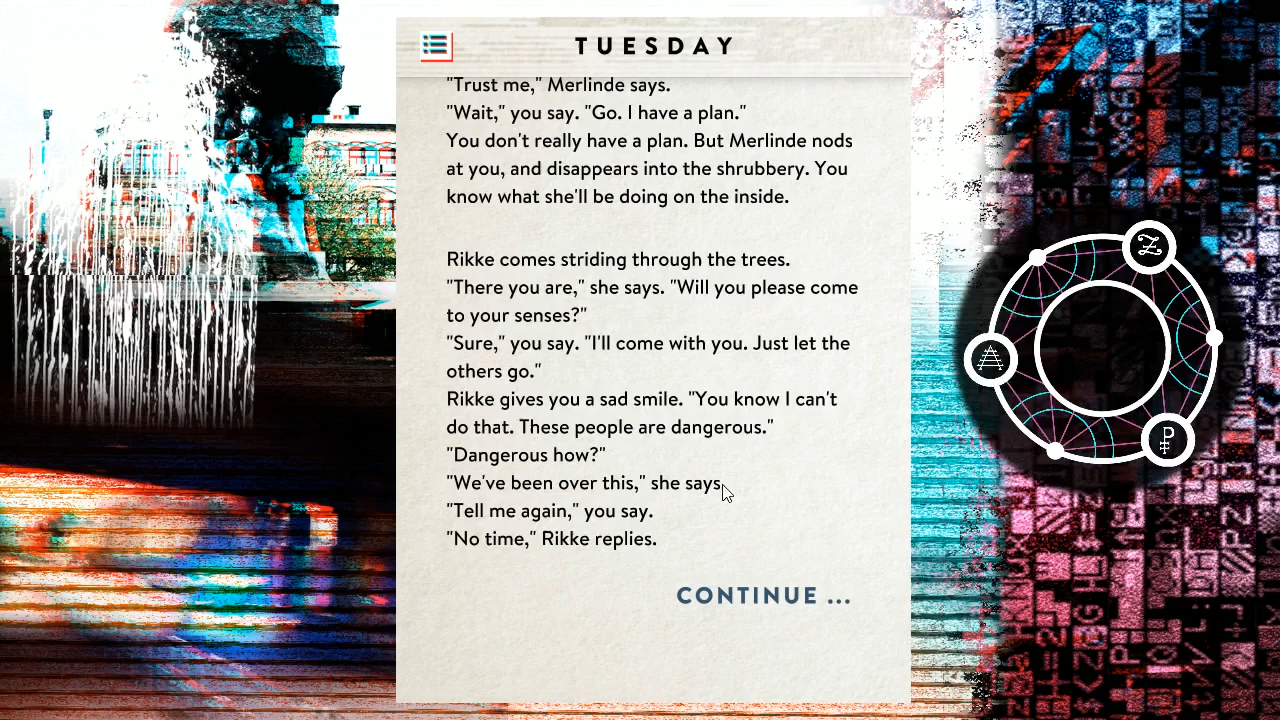 TUESDAY
"Trust me," Merlinde says.
"Wait," you say. "Go. I have a plan."
You don't really have a plan. But Merlinde nods
at you, and disappears into the shrubbery. You
know what she'll be doing on the inside.
Rikke comes striding through the trees.
"There you are," she says. "Will you please come
to your senses?"
"Sure," you say. "I'll come with you. Just let the
others go."
Rikke gives you a sad smile. "You know I can't
do that. These people are dangerous."
"Dangerous how?"
"We've been over this," she says.
"Tell me again," you say.
"No time," Rikke replies.
CONTINUE ...